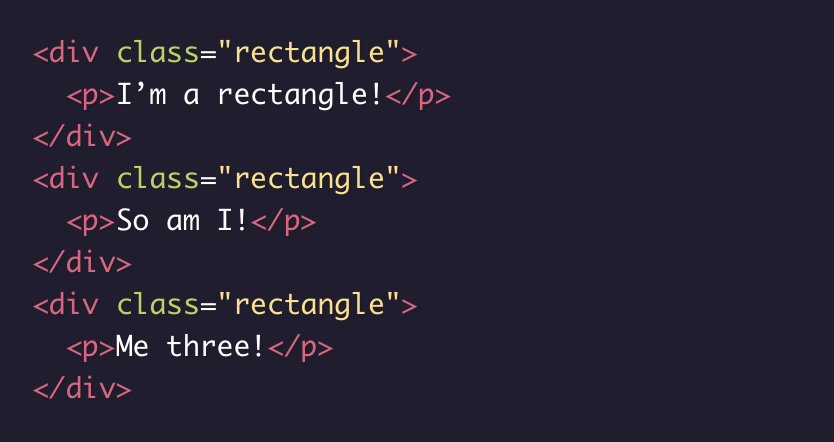 <div class="rectangle">
  <p>I’m a rectangle!</p>
</div>
<div class="rectangle">
  <p>So am I!</p>
</div>
<div class="rectangle">
  <p>Me three!</p>
</div>